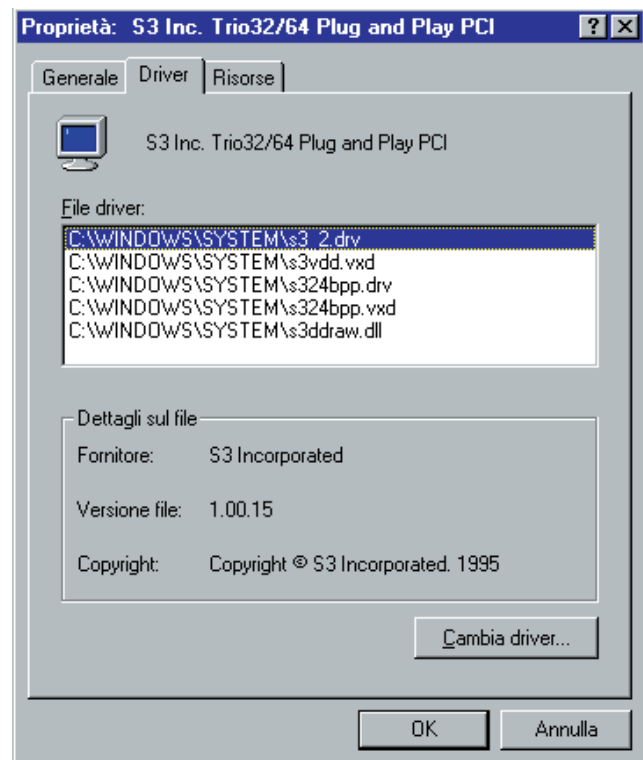 Proprietà: S3 Inc. Trio32/64 Plug and Play PCI
Generale Driver Risorse
S3 Inc. Trio32/64 Plug and Play PCI
File driver:
C:\WINDOWS\SYSTEM\s3_2.drv
C:\WINDOWS\SYSTEM\s3vdd.vxd
C:\WINDOWS\SYSTEM\s324bpp.drv
C:\WINDOWS\SYSTEM\s324bpp.vxd
C:\WINDOWS\SYSTEM\s3ddraw.dll
Dettagli sul file
Fornitore: S3 Incorporated
Versione file: 1.00.15
Copyright: Copyright © S3 Incorporated. 1995
Cambia driver...
OK Annulla